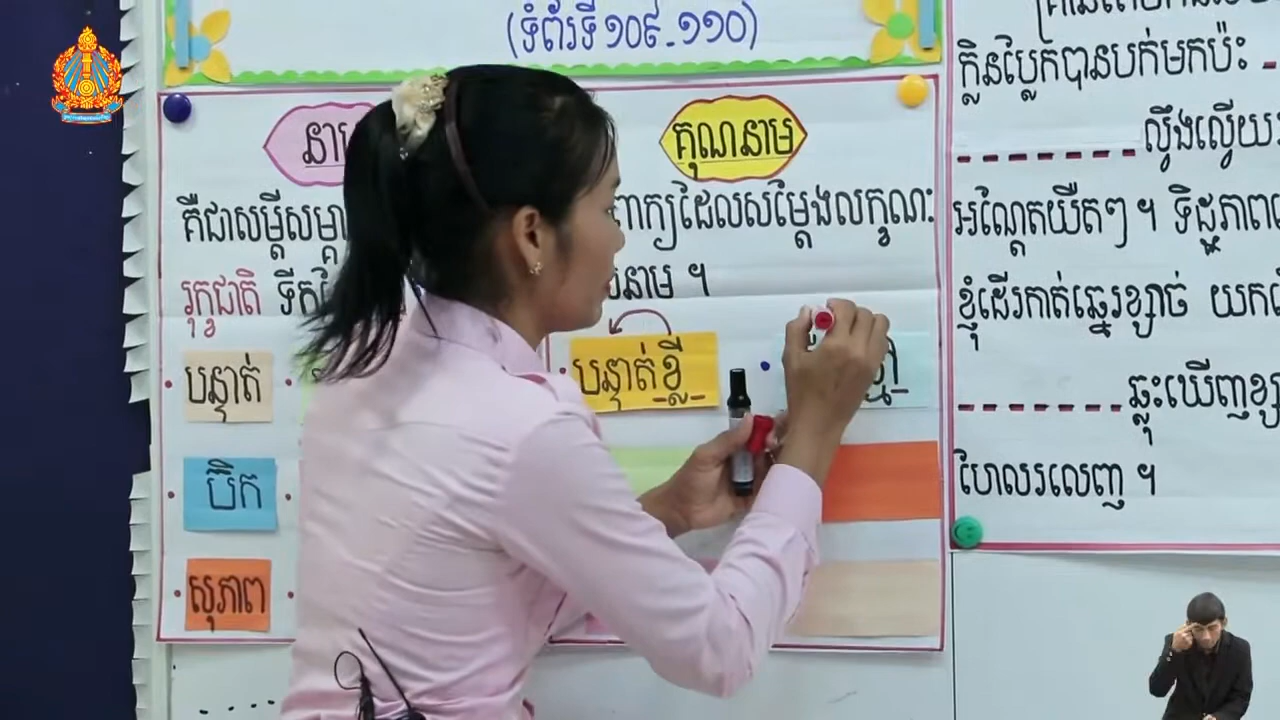 (ទំព័រទី១០៩-១១០)
គុណនាម
គឺជាសម្ដីសម្គា
ពាក្យដែលសម្ដែងលក្ខណៈ
រុក្ខជាតិ ទីក
នាម ។
បន្ទាត់
បន្ទាត់ខ្លី
ប៊ិក
សុភាព
ក្លិនប្លែកបានបក់មកប៉ះ
ល្វឹងល្វើយ
អណ្ដែតយឺតៗ ។ ទិដ្ឋភាព
ខ្ញុំដើរកាត់ឆ្នេរខ្សាច់ យក
ឆ្លុះឃើញខ្ស
ហែលរលេញ ។